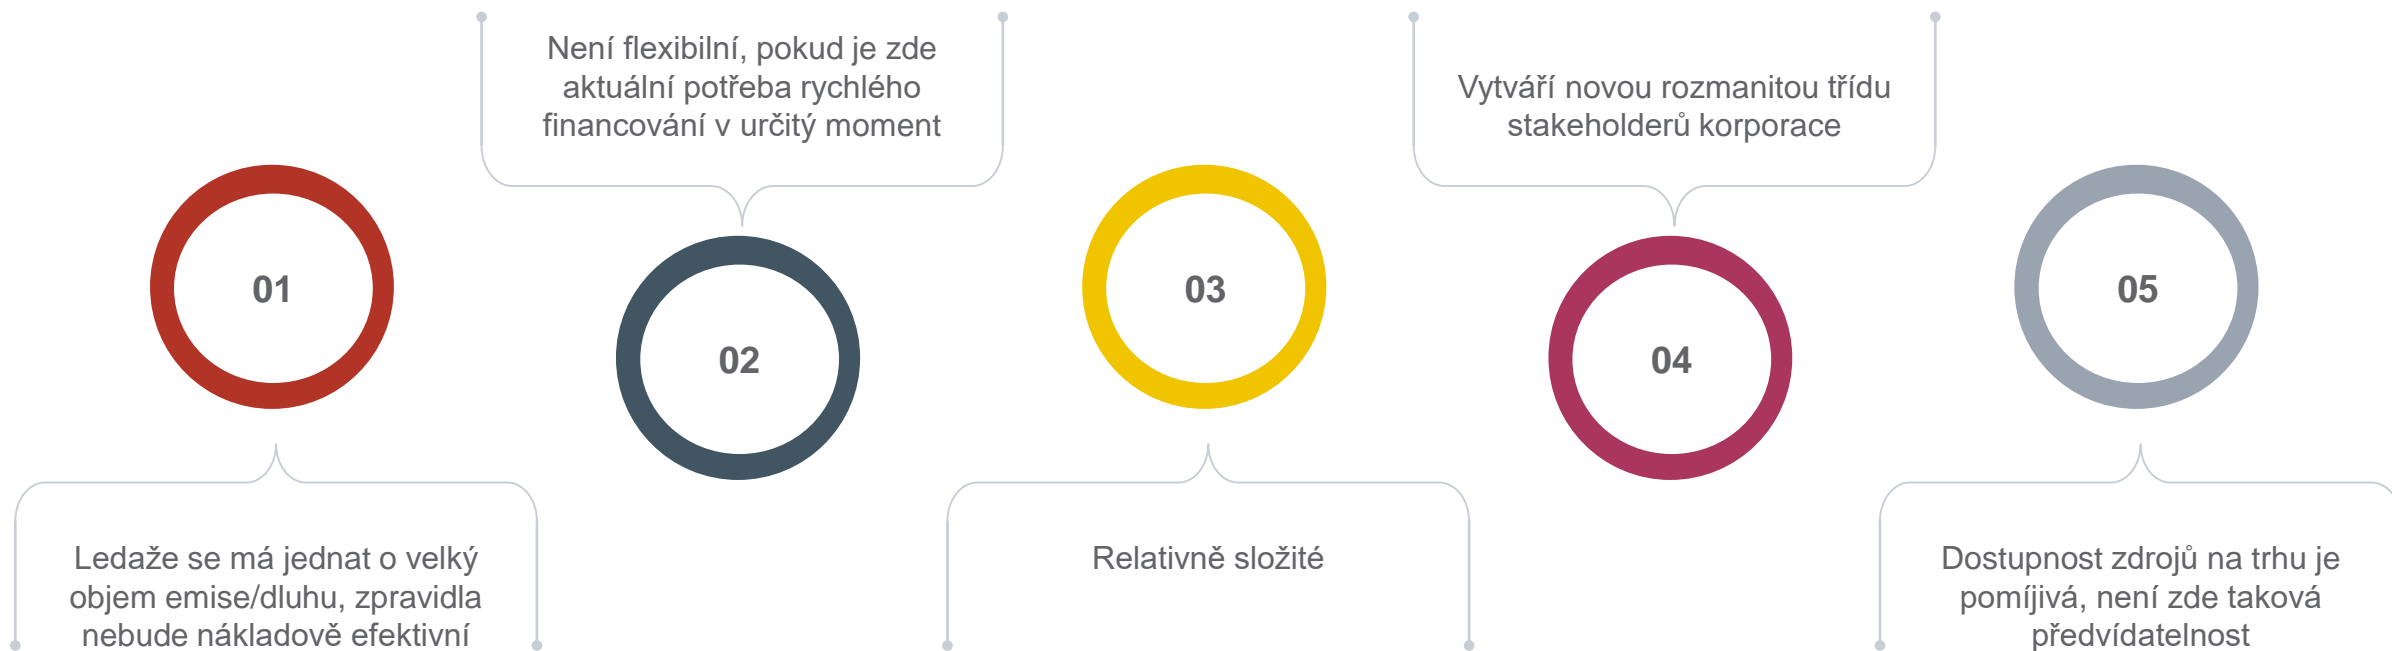 01
Ledaže se má jednat o velký
objem emise/dluhu, zpravidla
nebude nákladově efektivní
Není flexibilní, pokud je zde
aktuální potřeba rychlého
financování v určitý moment
02
03
Relativně složité
Vytváří novou rozmanitou třídu
stakeholderů korporace
04
05
Dostupnost zdrojů na trhu je
pomíjivá, není zde taková
předvídatelnost